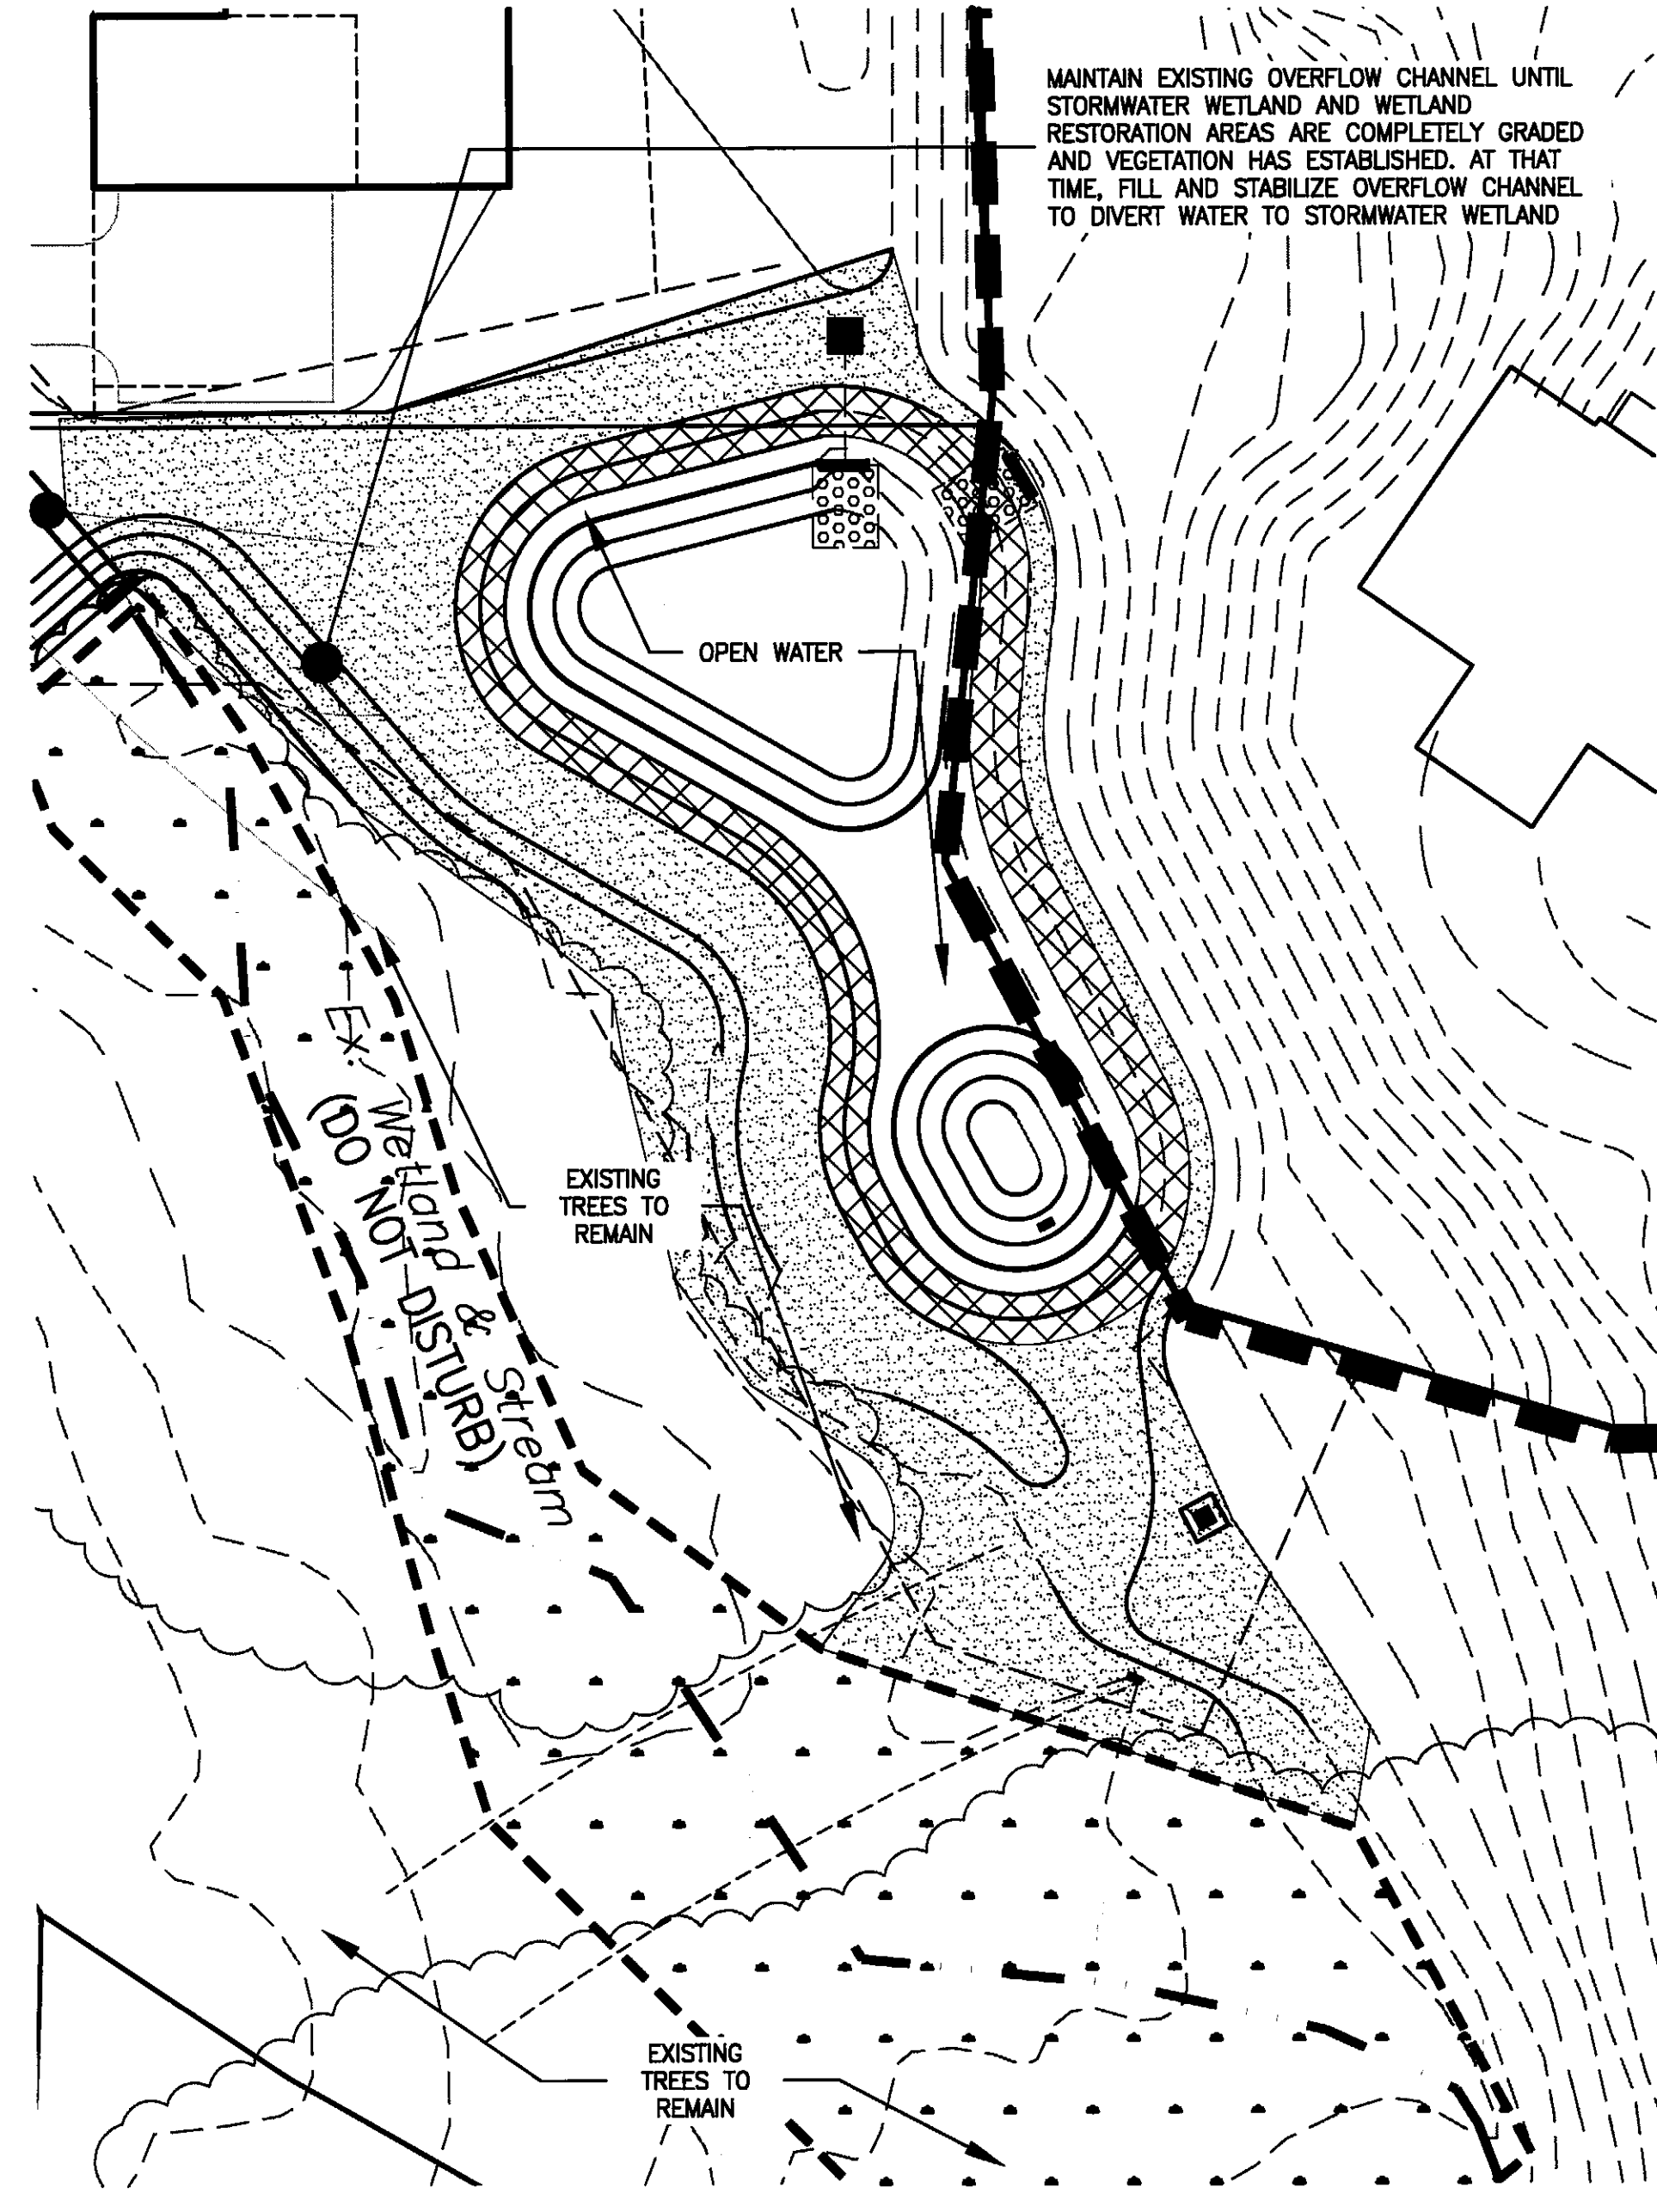 MAINTAIN EXISTING OVERFLOW CHANNEL UNTIL
STORMWATER WETLAND AND WETLAND
RESTORATION AREAS ARE COMPLETELY GRADED
AND VEGETATION HAS ESTABLISHED. AT THAT
TIME, FILL AND STABILIZE OVERFLOW CHANNEL
TO DIVERT WATER TO STORMWATER WETLAND
OPEN WATER
Ex. Wetland & Stream
(DO NOT DISTURB)
EXISTING
TREES TO
REMAIN
EXISTING
TREES TO
REMAIN